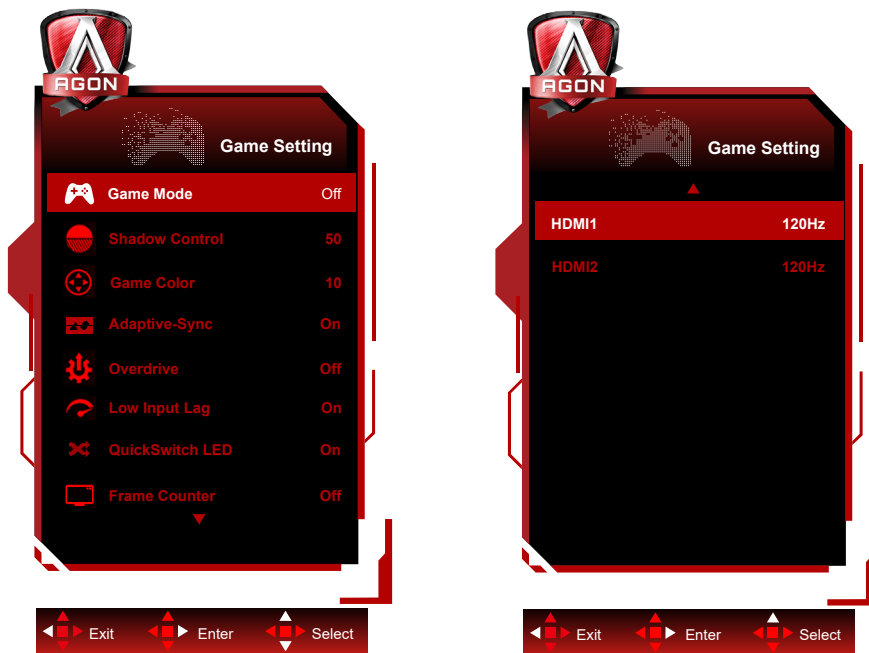 AGON
Game Setting
Game Mode Off
Shadow Control 50
Game Color 10
Adaptive-Sync On
Overdrive Off
Low Input Lag On
QuickSwitch LED On
Frame Counter Off
Exit Enter Select
AGON
Game Setting
HDMI1 120Hz
HDMI2 120Hz
Exit Enter Select